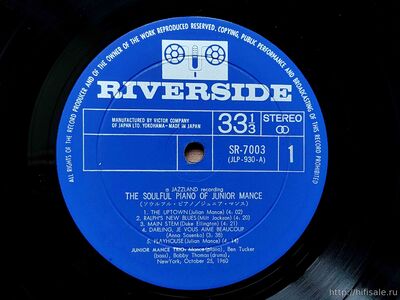 ALL RIGHTS OF THE RECORD PRODUCER AND OF THE OWNER OF THE WORK REPRODUCED RESERVED. COPYING, PUBLIC PERFORMANCE AND BROADCASTING OF THIS RECORD PROHIBITED
RIVERSIDE
MANUFACTURED BY VICTOR COMPANY
OF JAPAN LTD. YOKOHAMA-MADE IN JAPAN
33 1/3
STEREO
SR-7003
(JLP-930-A)
1
a JAZZLAND recording
THE SOULFUL PIANO OF JUNIOR MANCE
(ソウルフル・ピアノ/ジュニア・マンス)
1. THE UPTOWN (Julian Mance) (4. 02)
2. RALPH'S NEW BLUES (Milt Jackson) (4. 20)
3. MAIN STEM (Duke Ellington) (4. 21)
4. DARLING, JE VOUS AIME BEAUCOUP
(Anna Sosenko) (3. 38)
5. PLAYHOUSE (Julian Mance) (4. 14)
JUNIOR MANCE TRIO: Mance(piano), Ben Tucker
(bass), Bobby Thomas(drums),
NewYork, October 25, 1960
https://hifisale.ru